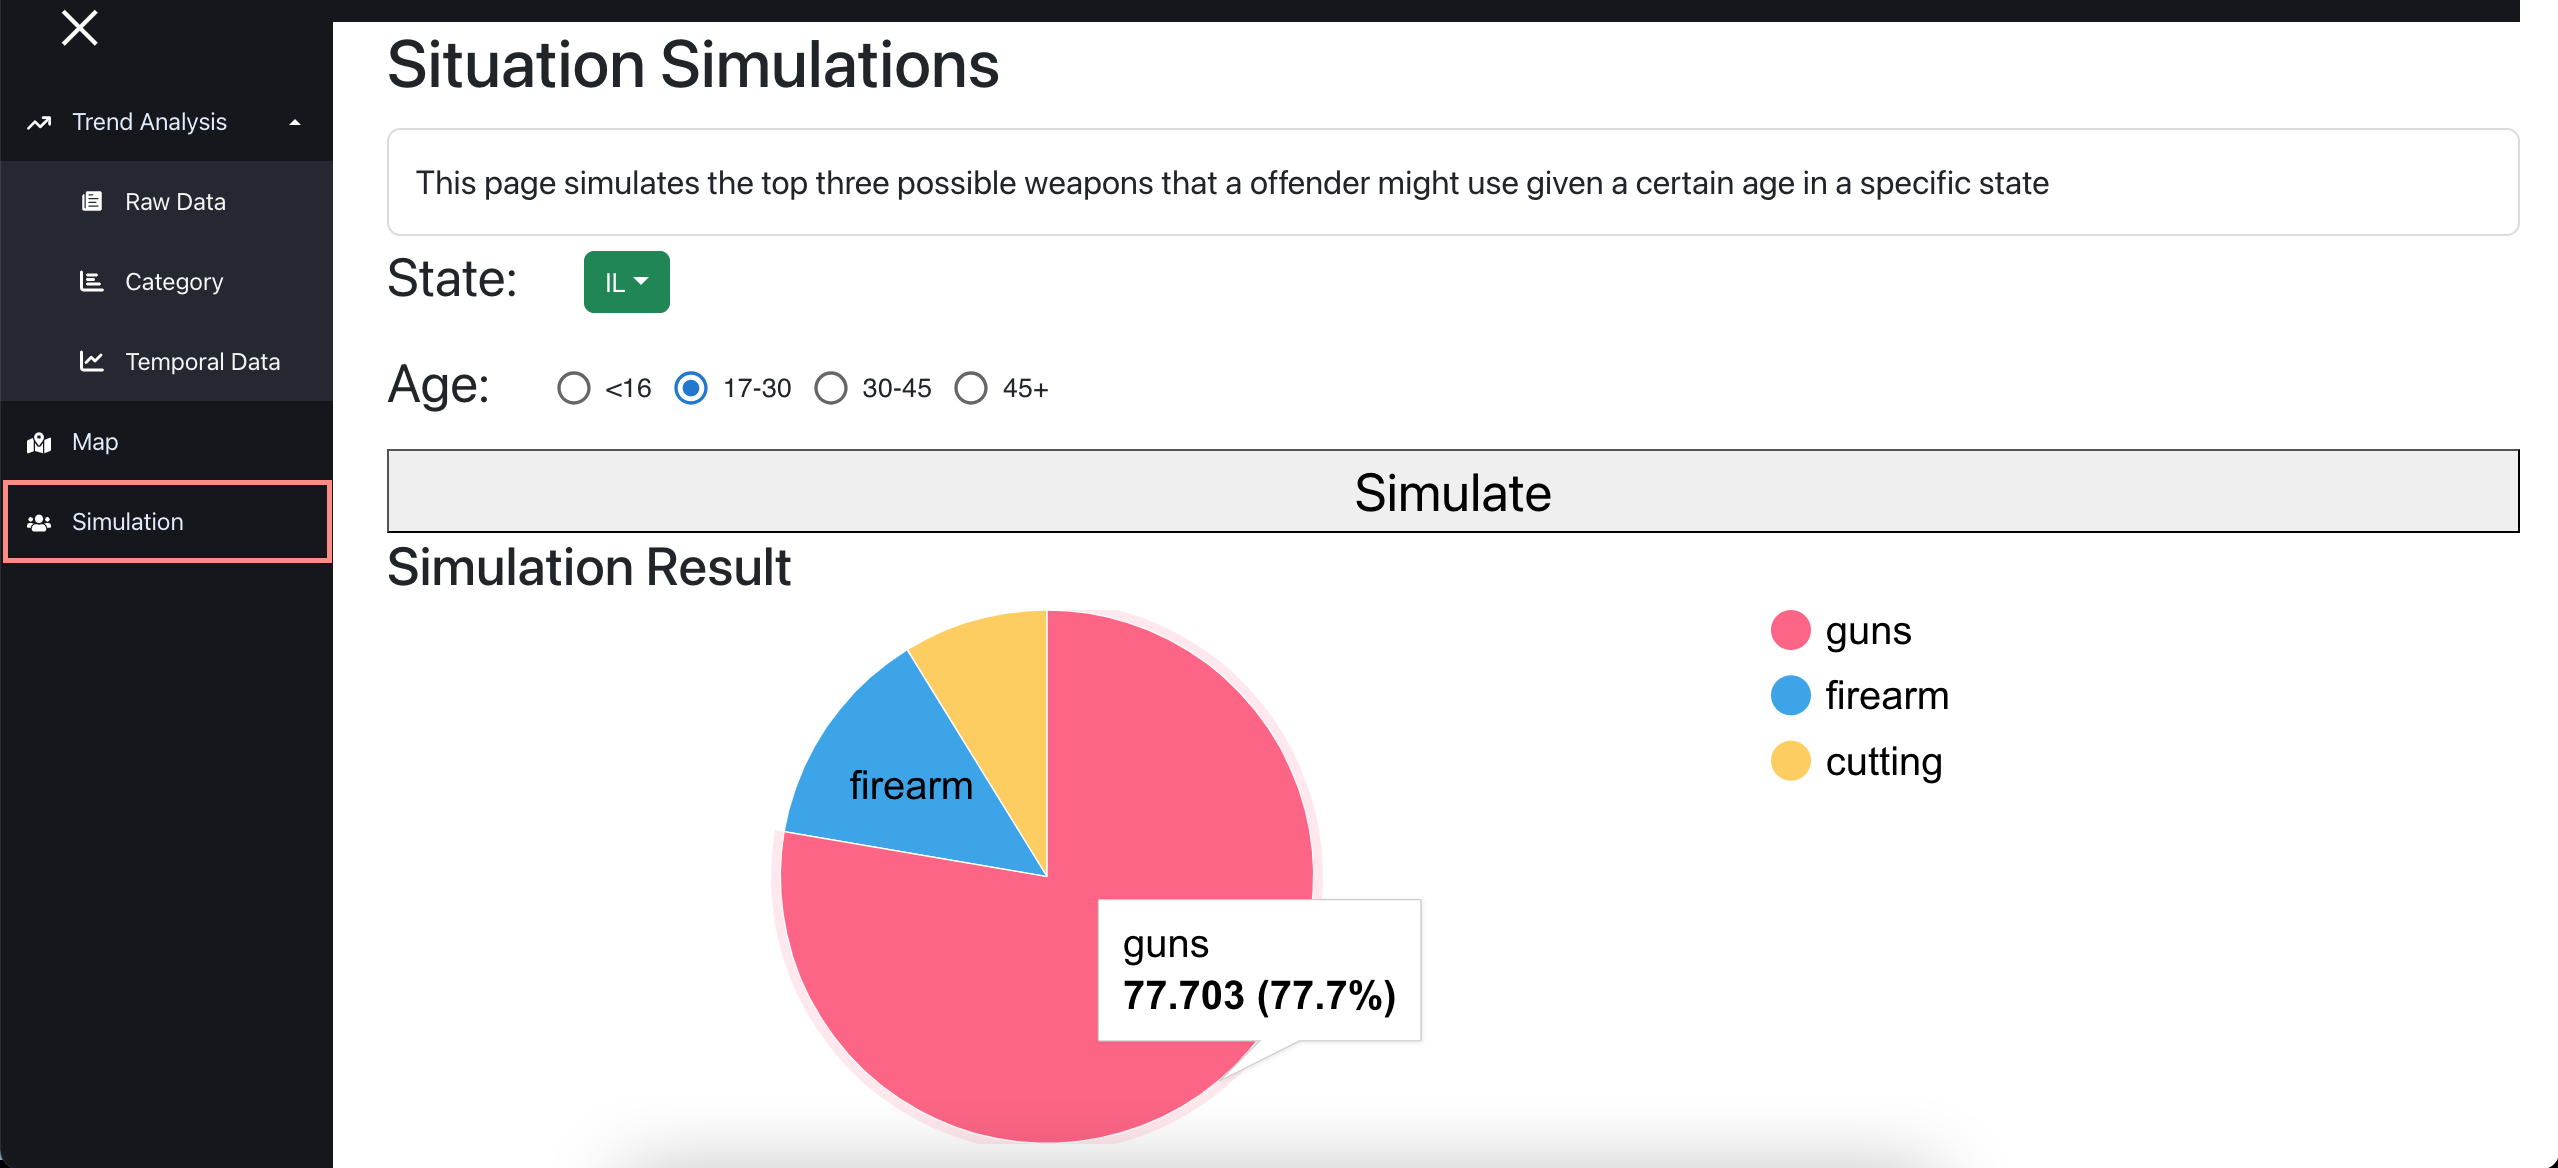 Trend Analysis
Raw Data
Category
Temporal Data
Map
Simulation
Situation Simulations
This page simulates the top three possible weapons that a offender might use given a certain age in a specific state
State: IL
Age: <16 17-30 30-45 45+
Simulate
Simulation Result
firearm
guns
77.703 (77.7%)
guns
firearm
cutting